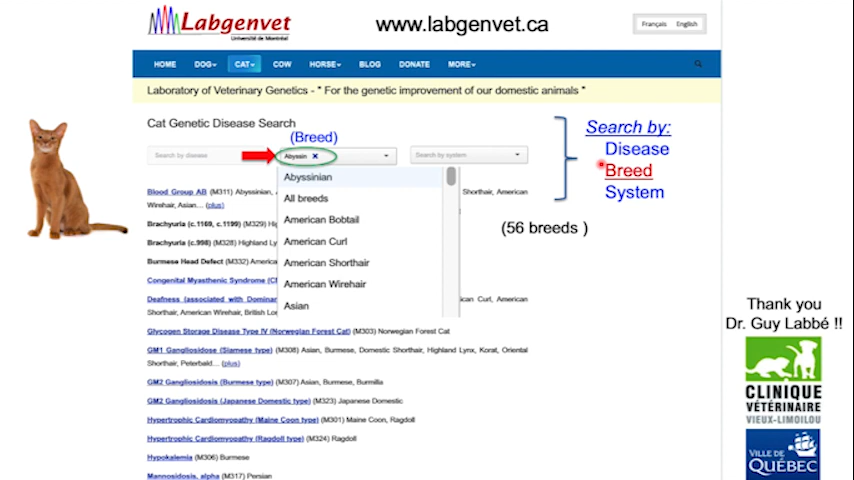 Labgenvet
Université de Montréal
www.labgenvet.ca
Français English
HOME DOG CAT COW HORSE BLOG DONATE MORE
Laboratory of Veterinary Genetics - " For the genetic improvement of our domestic animals "
Cat Genetic Disease Search
(Breed)
Search by disease
Abyssin ×
Search by system
Abyssinian
All breeds
American Bobtail
American Curl
American Shorthair
American Wirehair
Asian
Search by:
Disease
Breed
System
(56 breeds )
Blood Group AB (M311) Abyssinian, Shorthair, American
Wirehair, Asian... (plus)
Brachyuria (c.1169, c.1199) (M329)
Brachyuria (c.998) (M328) Highland
Burmese Head Defect (M332)
Congenital Myasthenic Syndrome
Deafness (associated with American Curl, American
Shorthair, American Wirehair, British
Glycogen Storage Disease Type IV (Norwegian Forest Cat) (M303) Norwegian Forest Cat
GM1 Gangliosidose (Siamese type) (M308) Asian, Burmese, Domestic Shorthair, Highland Lynx, Korat, Oriental
Shorthair, Peterbald... (plus)
GM2 Gangliosidosis (Burmese type) (M307) Asian, Burmese, Burmilla
GM2 Gangliosidosis (Japanese Domestic type) (M323) Japanese Domestic
Hypertrophic Cardiomyopathy (Maine Coon type) (M301) Maine Coon, Ragdoll
Hypertrophic Cardiomyopathy (Ragdoll type) (M324) Ragdoll
Hypokalemia (M306) Burmese
Mannosidosis, alpha (M317) Persian
Thank you
Dr. Guy Labbé !!
CLINIQUE
VÉTÉRINAIRE
VIEUX-LIMOILOU
VILLE DE
QUÉBEC